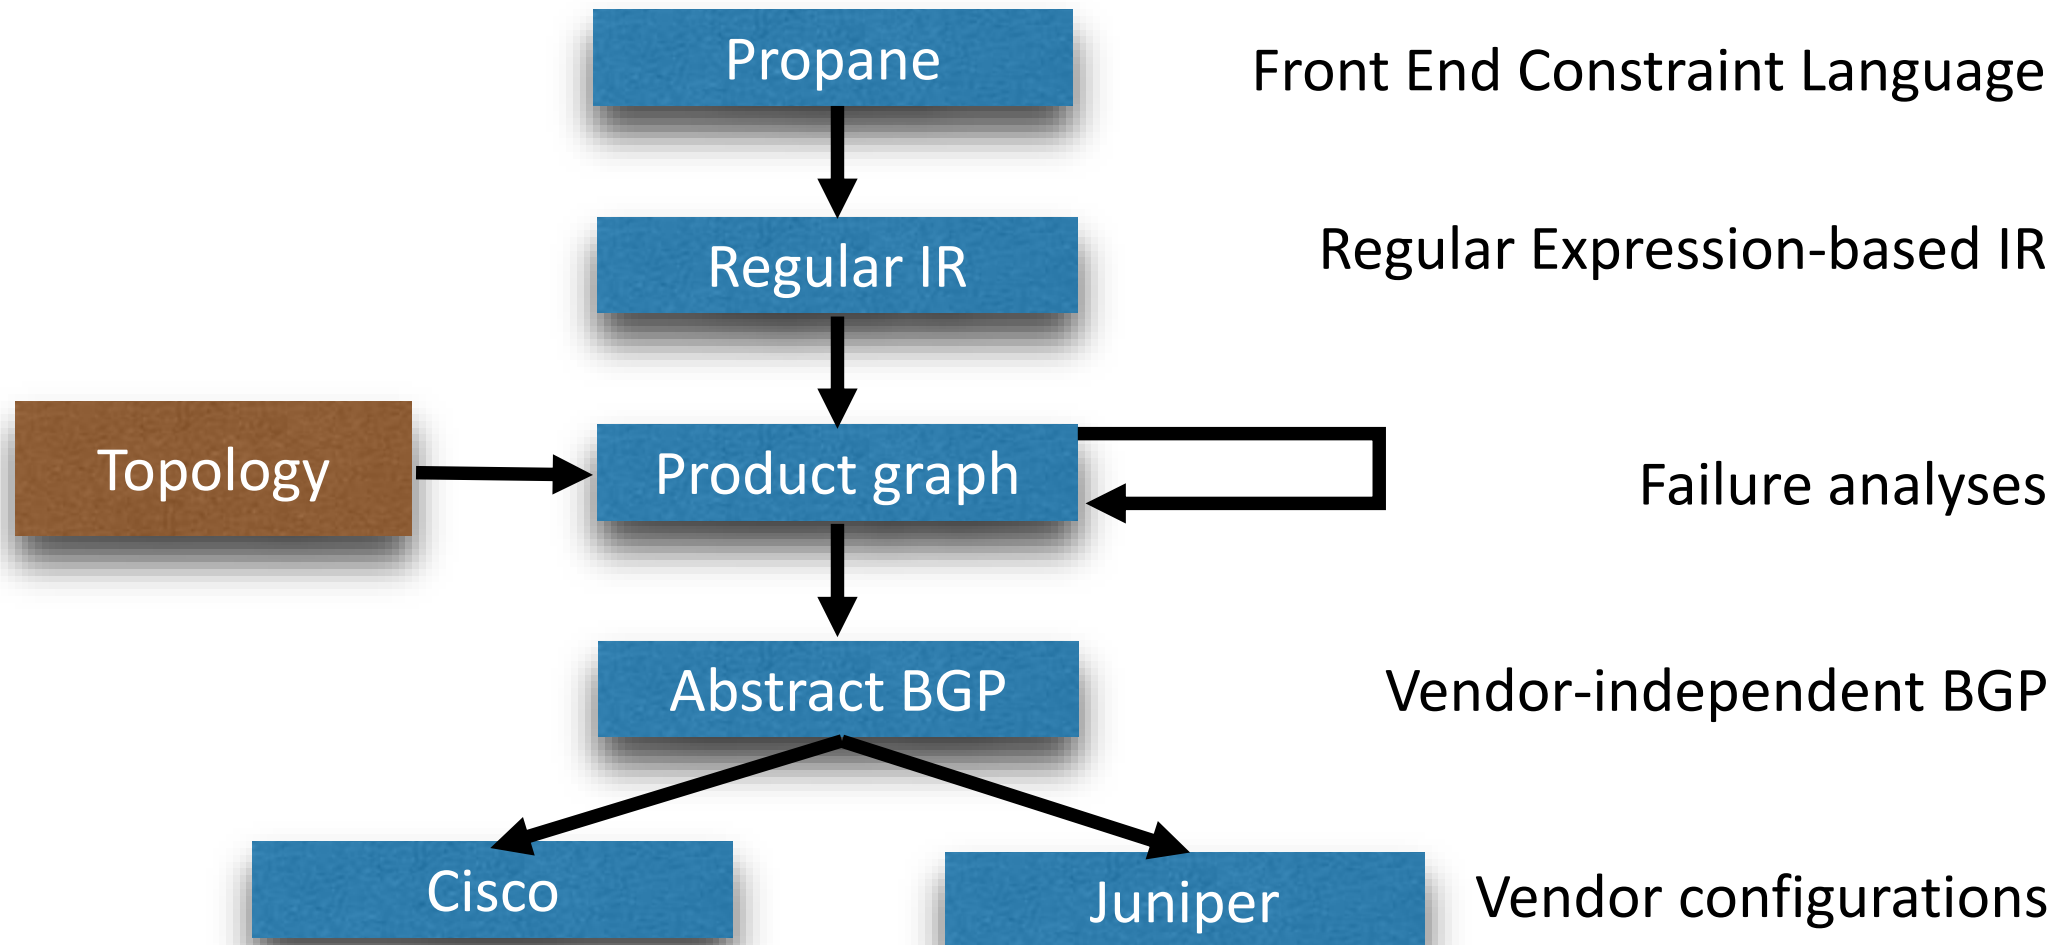 Propane
Front End Constraint Language
Regular IR
Regular Expression-based IR
Topology
Product graph
Failure analyses
Abstract BGP
Vendor-independent BGP
Cisco
Juniper
Vendor configurations